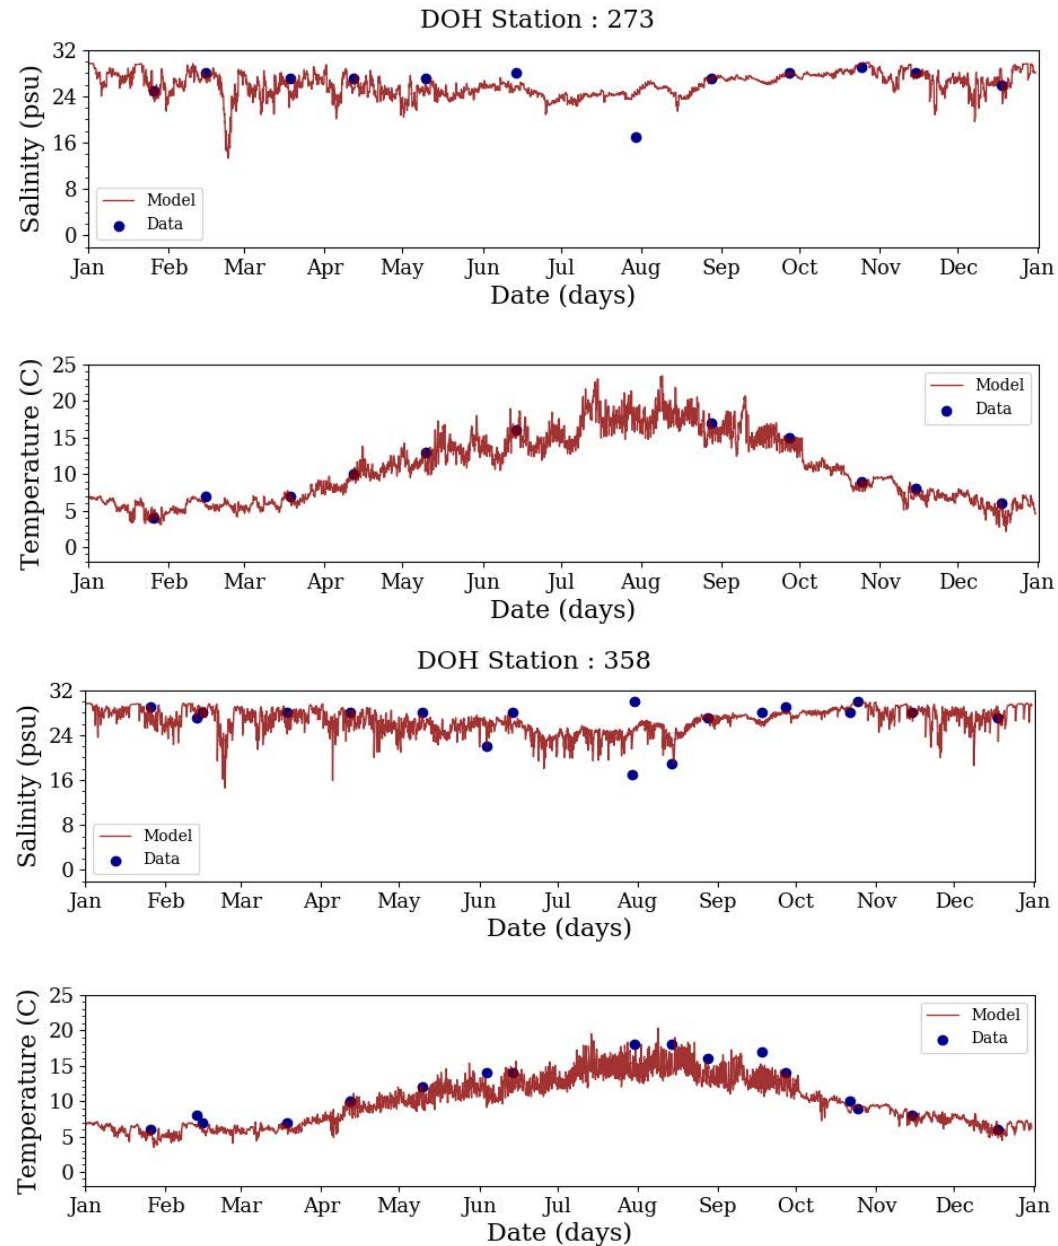 DOH Station : 273
32
24
16
8
0
Salinity (psu)
Model
Data
Jan Feb Mar Apr May Jun Jul Aug Sep Oct Nov Dec Jan
Date (days)
25
20
15
10
5
0
Temperature (C)
Model
Data
Jan Feb Mar Apr May Jun Jul Aug Sep Oct Nov Dec Jan
Date (days)
DOH Station : 358
32
24
16
8
0
Salinity (psu)
Model
Data
Jan Feb Mar Apr May Jun Jul Aug Sep Oct Nov Dec Jan
Date (days)
25
20
15
10
5
0
Temperature (C)
Model
Data
Jan Feb Mar Apr May Jun Jul Aug Sep Oct Nov Dec Jan
Date (days)